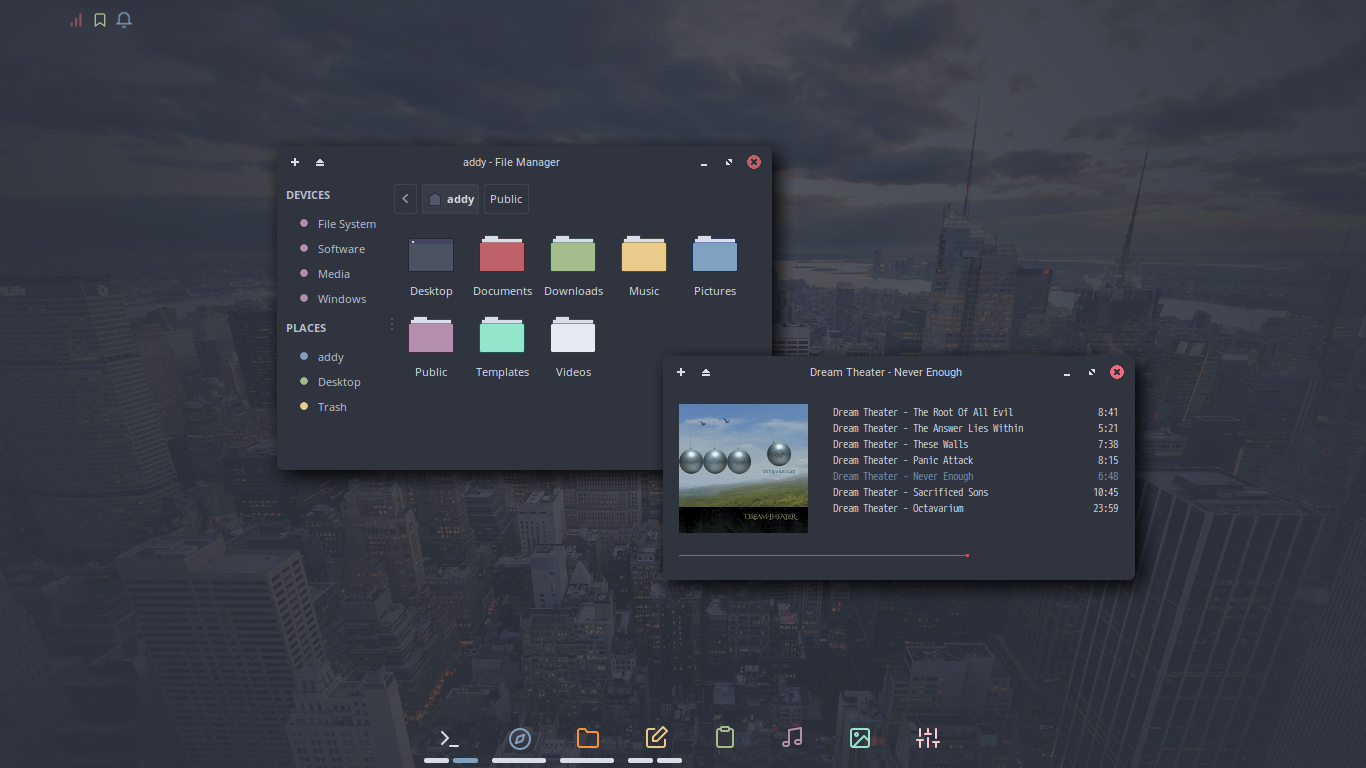 addy - File Manager
DEVICES
File System
Software
Media
Windows
PLACES
addy
Desktop
Trash
addy
Public
Desktop
Documents
Downloads
Music
Pictures
Public
Templates
Videos
Dream Theater - Never Enough
OCTAVARIUM
DREAM THEATER
Dream Theater - The Root Of All Evil 8:41
Dream Theater - The Answer Lies Within 5:21
Dream Theater - These Walls 7:38
Dream Theater - Panic Attack 8:15
Dream Theater - Never Enough 6:48
Dream Theater - Sacrificed Sons 10:45
Dream Theater - Octavarium 23:59